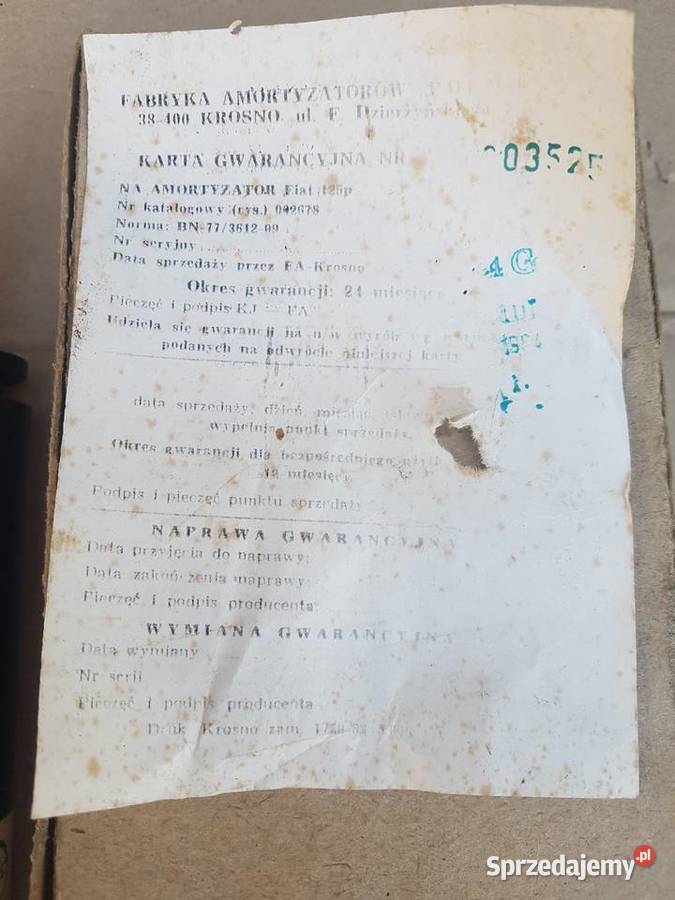 FABRYKA AMORTYZATORÓW
38-400 KROSNO, ul. F. Dzierżyńskiego
KARTA GWARANCYJNA NR 003525
NA AMORTYZATOR Fiat 125p
Nr katalogowy (rys.) 002678
Norma: BN-77/3612-09
Nr seryjny
Data sprzedaży przez FA-Krosno
4G
Okres gwarancji: 24 miesiące
Pieczęć i podpis KJ — FA
LUT
Udziela się gwarancji na n/w wyrób wg
podanych na odwrocie niniejszej karty
data sprzedaży: dzień, miesiąc,
wypełnia punkt sprzedaży
Okres gwarancji dla bezpośredniego
miesięcy
Podpis i pieczęć punktu sprzedaży
NAPRAWA GWARANCYJNA
Data przyjęcia do naprawy:
Data zakończenia naprawy:
Pieczęć i podpis producenta:
WYMIANA GWARANCYJNA
Data wymiany
Nr serii
Pieczęć i podpis producenta
Druk Krosno zam.
Sprzedajemy.pl